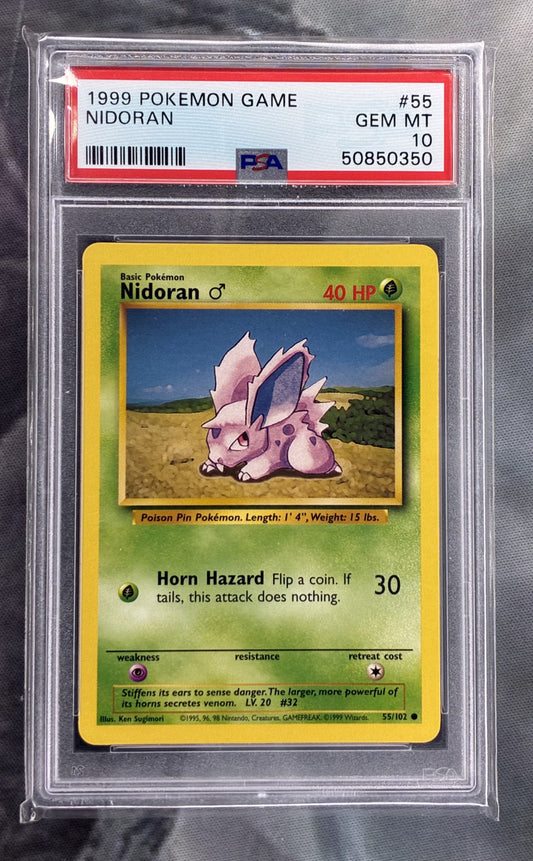 1999 POKEMON GAME #55
NIDORAN GEM MT
10
PSA 50850350
Basic Pokémon
Nidoran ♂ 40 HP
Poison Pin Pokémon. Length: 1' 4", Weight: 15 lbs.
Horn Hazard Flip a coin. If
tails, this attack does nothing.
30
weakness resistance retreat cost
Stiffens its ears to sense danger. The larger, more powerful of
its horns secretes venom. LV. 20 #32
Illus. Ken Sugimori ©1995, 96, 98 Nintendo, Creatures, GAMEFREAK. ©1999 Wizards. 55/102 ●
PSA